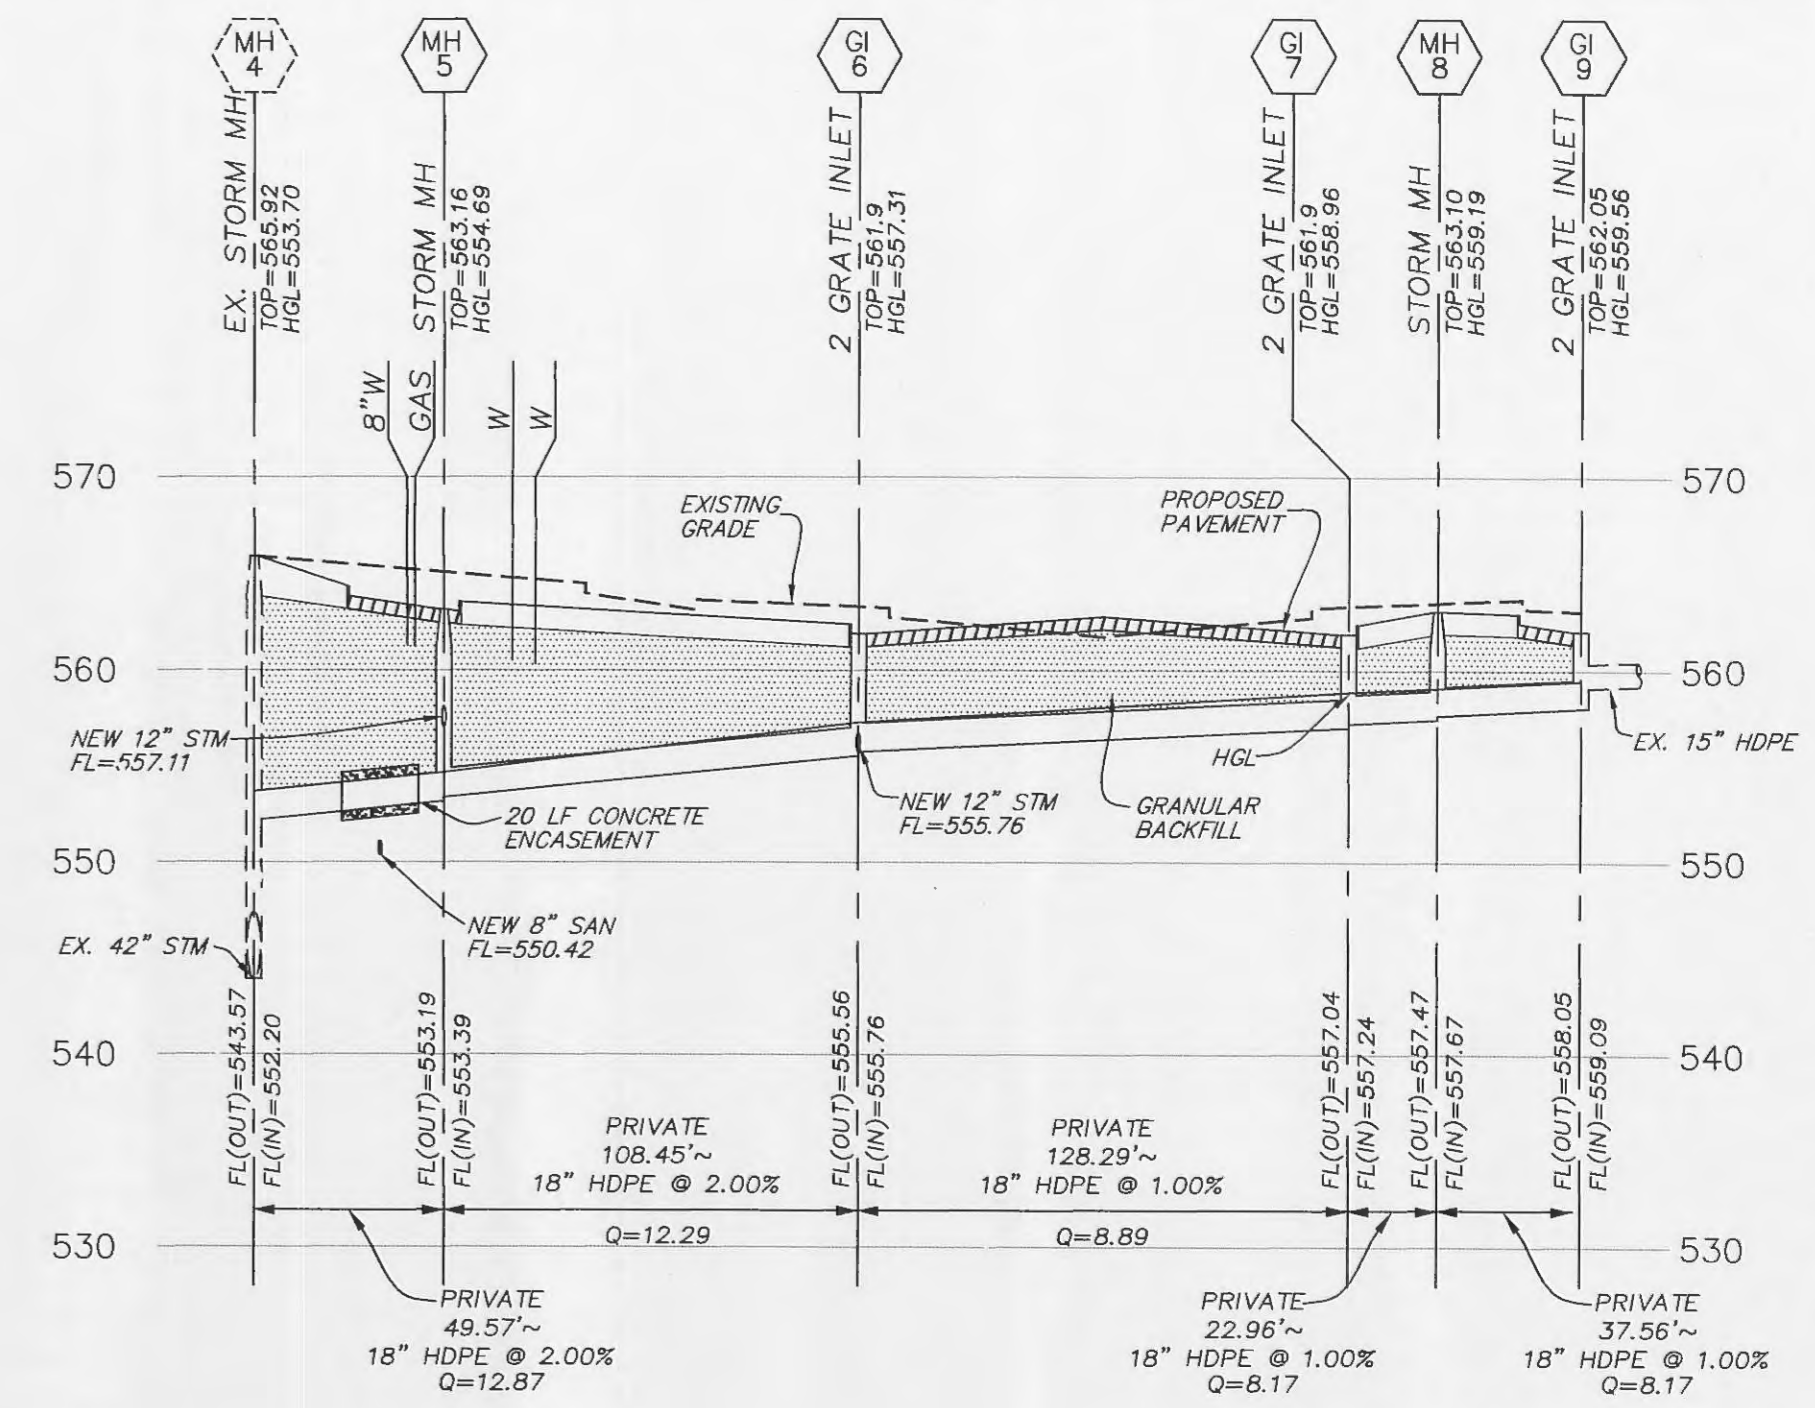 MH
4
MH
5
GI
6
GI
7
MH
8
GI
9
EX. STORM MH
TOP=565.92
HGL=553.70
STORM MH
TOP=563.16
HGL=554.69
2 GRATE INLET
TOP=561.9
HGL=557.31
2 GRATE INLET
TOP=561.9
HGL=558.96
STORM MH
TOP=563.10
HGL=559.19
2 GRATE INLET
TOP=562.05
HGL=559.56
8"W
GAS
W
W
570
570
EXISTING
GRADE
PROPOSED
PAVEMENT
560
560
NEW 12" STM
FL=557.11
HGL
EX. 15" HDPE
20 LF CONCRETE
ENCASEMENT
NEW 12" STM
FL=555.76
GRANULAR
BACKFILL
550
550
NEW 8" SAN
FL=550.42
EX. 42" STM
FL(OUT)=543.57
FL(IN)=552.20
FL(OUT)=553.19
FL(IN)=553.39
FL(OUT)=555.56
FL(IN)=555.76
FL(OUT)=557.04
FL(IN)=557.24
FL(OUT)=557.47
FL(IN)=557.67
FL(OUT)=558.05
FL(IN)=559.09
540
540
PRIVATE
108.45'~
18" HDPE @ 2.00%
Q=12.29
PRIVATE
128.29'~
18" HDPE @ 1.00%
Q=8.89
530
530
PRIVATE
49.57'~
18" HDPE @ 2.00%
Q=12.87
PRIVATE
22.96'~
18" HDPE @ 1.00%
Q=8.17
PRIVATE
37.56'~
18" HDPE @ 1.00%
Q=8.17